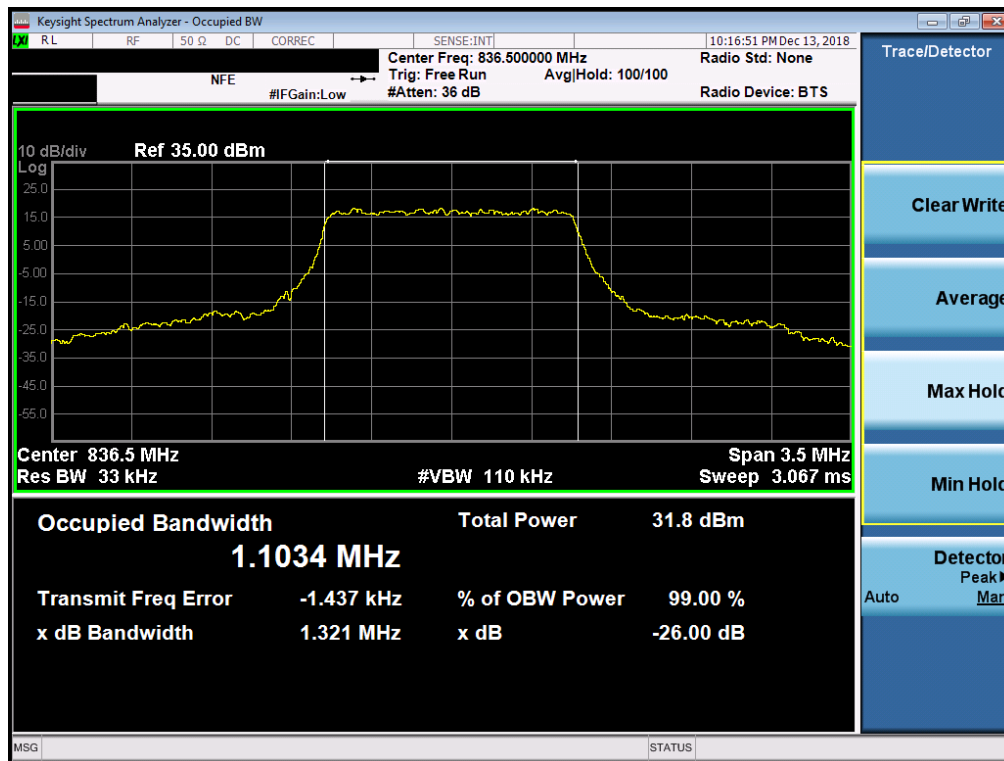 Keysight Spectrum Analyzer - Occupied BW
LXI RL RF 50 Ω DC CORREC SENSE:INT 10:16:51 PM Dec 13, 2018
Center Freq: 836.500000 MHz Radio Std: None
NFE Trig: Free Run Avg|Hold: 100/100
#IFGain:Low #Atten: 36 dB Radio Device: BTS
10 dB/div Ref 35.00 dBm
Log
25.0
15.0
5.00
-5.00
-15.0
-25.0
-35.0
-45.0
-55.0
Center 836.5 MHz Span 3.5 MHz
Res BW 33 kHz #VBW 110 kHz Sweep 3.067 ms
Occupied Bandwidth Total Power 31.8 dBm
1.1034 MHz
Transmit Freq Error -1.437 kHz % of OBW Power 99.00 %
x dB Bandwidth 1.321 MHz x dB -26.00 dB
MSG STATUS
Trace/Detector
Clear Write
Average
Max Hold
Min Hold
Detector
Peak
Auto Man